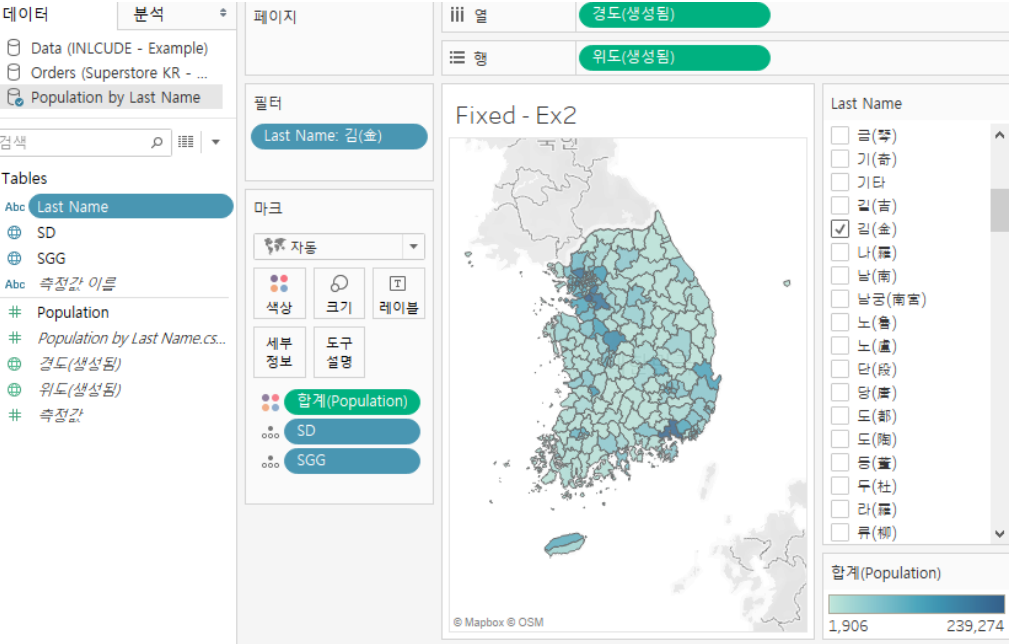 데이터
분석
Data (INLCUDE - Example)
Orders (Superstore KR - ...
Population by Last Name
검색
Tables
Abc Last Name
SD
SGG
Abc 측정값 이름
# Population
# Population by Last Name.cs...
경도(생성됨)
위도(생성됨)
# 측정값
페이지
필터
Last Name: 김(金)
마크
자동
색상
크기
T
레이블
세부
정보
도구
설명
합계(Population)
SD
SGG
iii 열
경도(생성됨)
행
위도(생성됨)
Fixed - Ex2
© Mapbox © OSM
Last Name
금(琴)
기(奇)
기타
길(吉)
김(金)
나(羅)
남(南)
남궁(南宮)
노(魯)
노(盧)
단(段)
당(唐)
도(都)
도(陶)
동(董)
두(杜)
라(羅)
류(柳)
합계(Population)
1,906
239,274